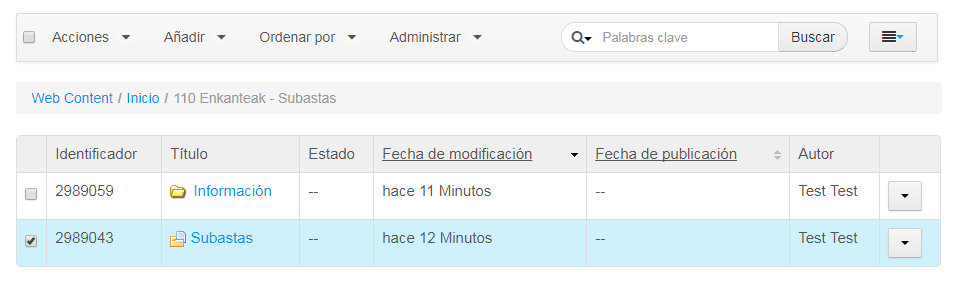 Acciones Añadir Ordenar por Administrar Palabras clave Buscar
Web Content / Inicio / 110 Enkanteak - Subastas
Identificador Título Estado Fecha de modificación Fecha de publicación Autor
2989059 Información -- hace 11 Minutos -- Test Test
2989043 Subastas -- hace 12 Minutos -- Test Test